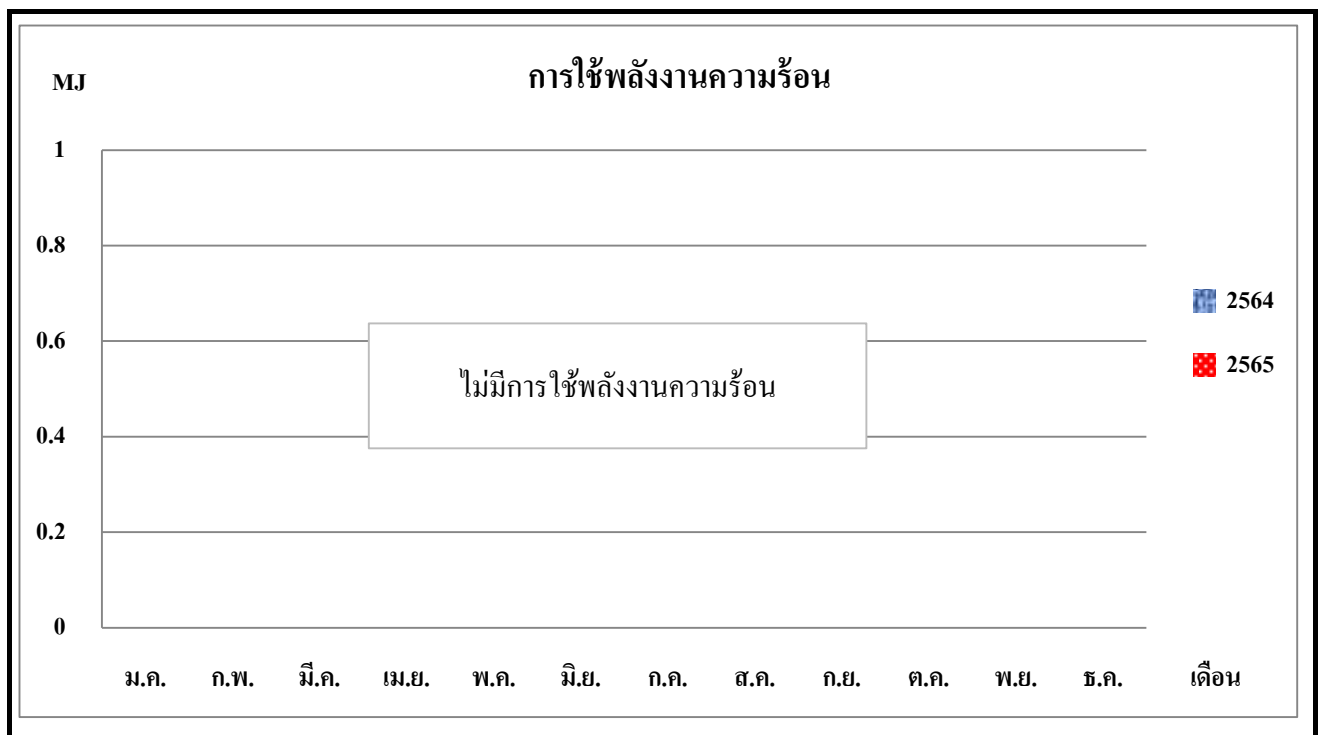 การใช้พลังงานความร้อน
MJ
1
0.8
0.6
0.4
0.2
0
ไม่มีการใช้พลังงานความร้อน
2564
2565
ม.ค. ก.พ. มี.ค. เม.ย. พ.ค. มิ.ย. ก.ค. ส.ค. ก.ย. ต.ค. พ.ย. ธ.ค. เดือน